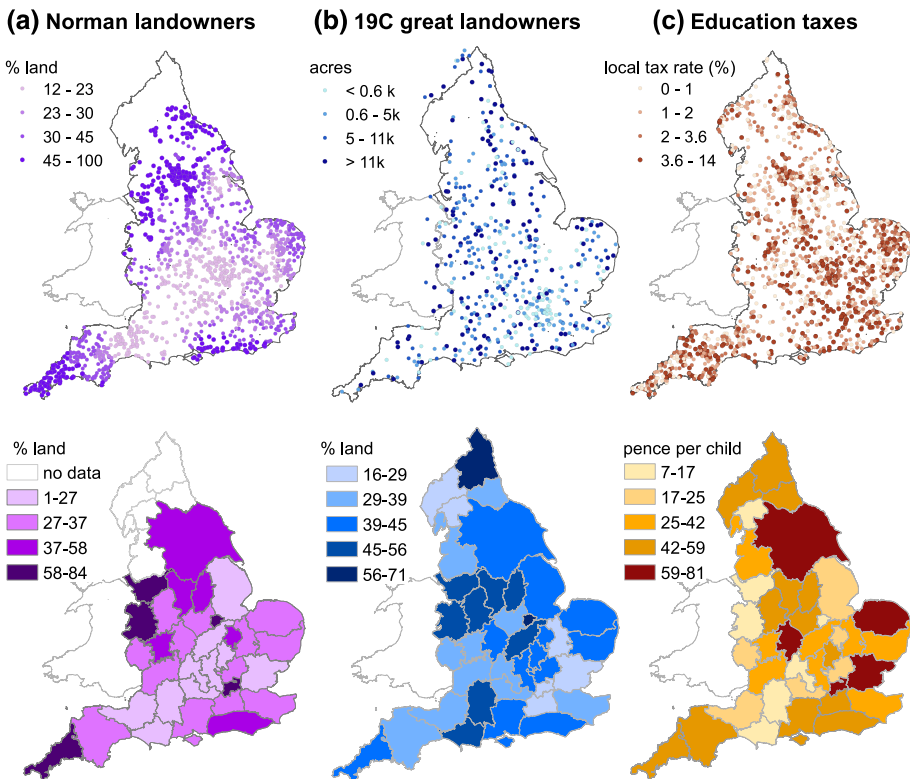 (a) Norman landowners
% land
12 - 23
23 - 30
30 - 45
45 - 100
(b) 19C great landowners
acres
< 0.6 k
0.6 - 5k
5 - 11k
> 11k
(c) Education taxes
local tax rate (%)
0 - 1
1 - 2
2 - 3.6
3.6 - 14
% land
no data
1-27
27-37
37-58
58-84
% land
16-29
29-39
39-45
45-56
56-71
pence per child
7-17
17-25
25-42
42-59
59-81